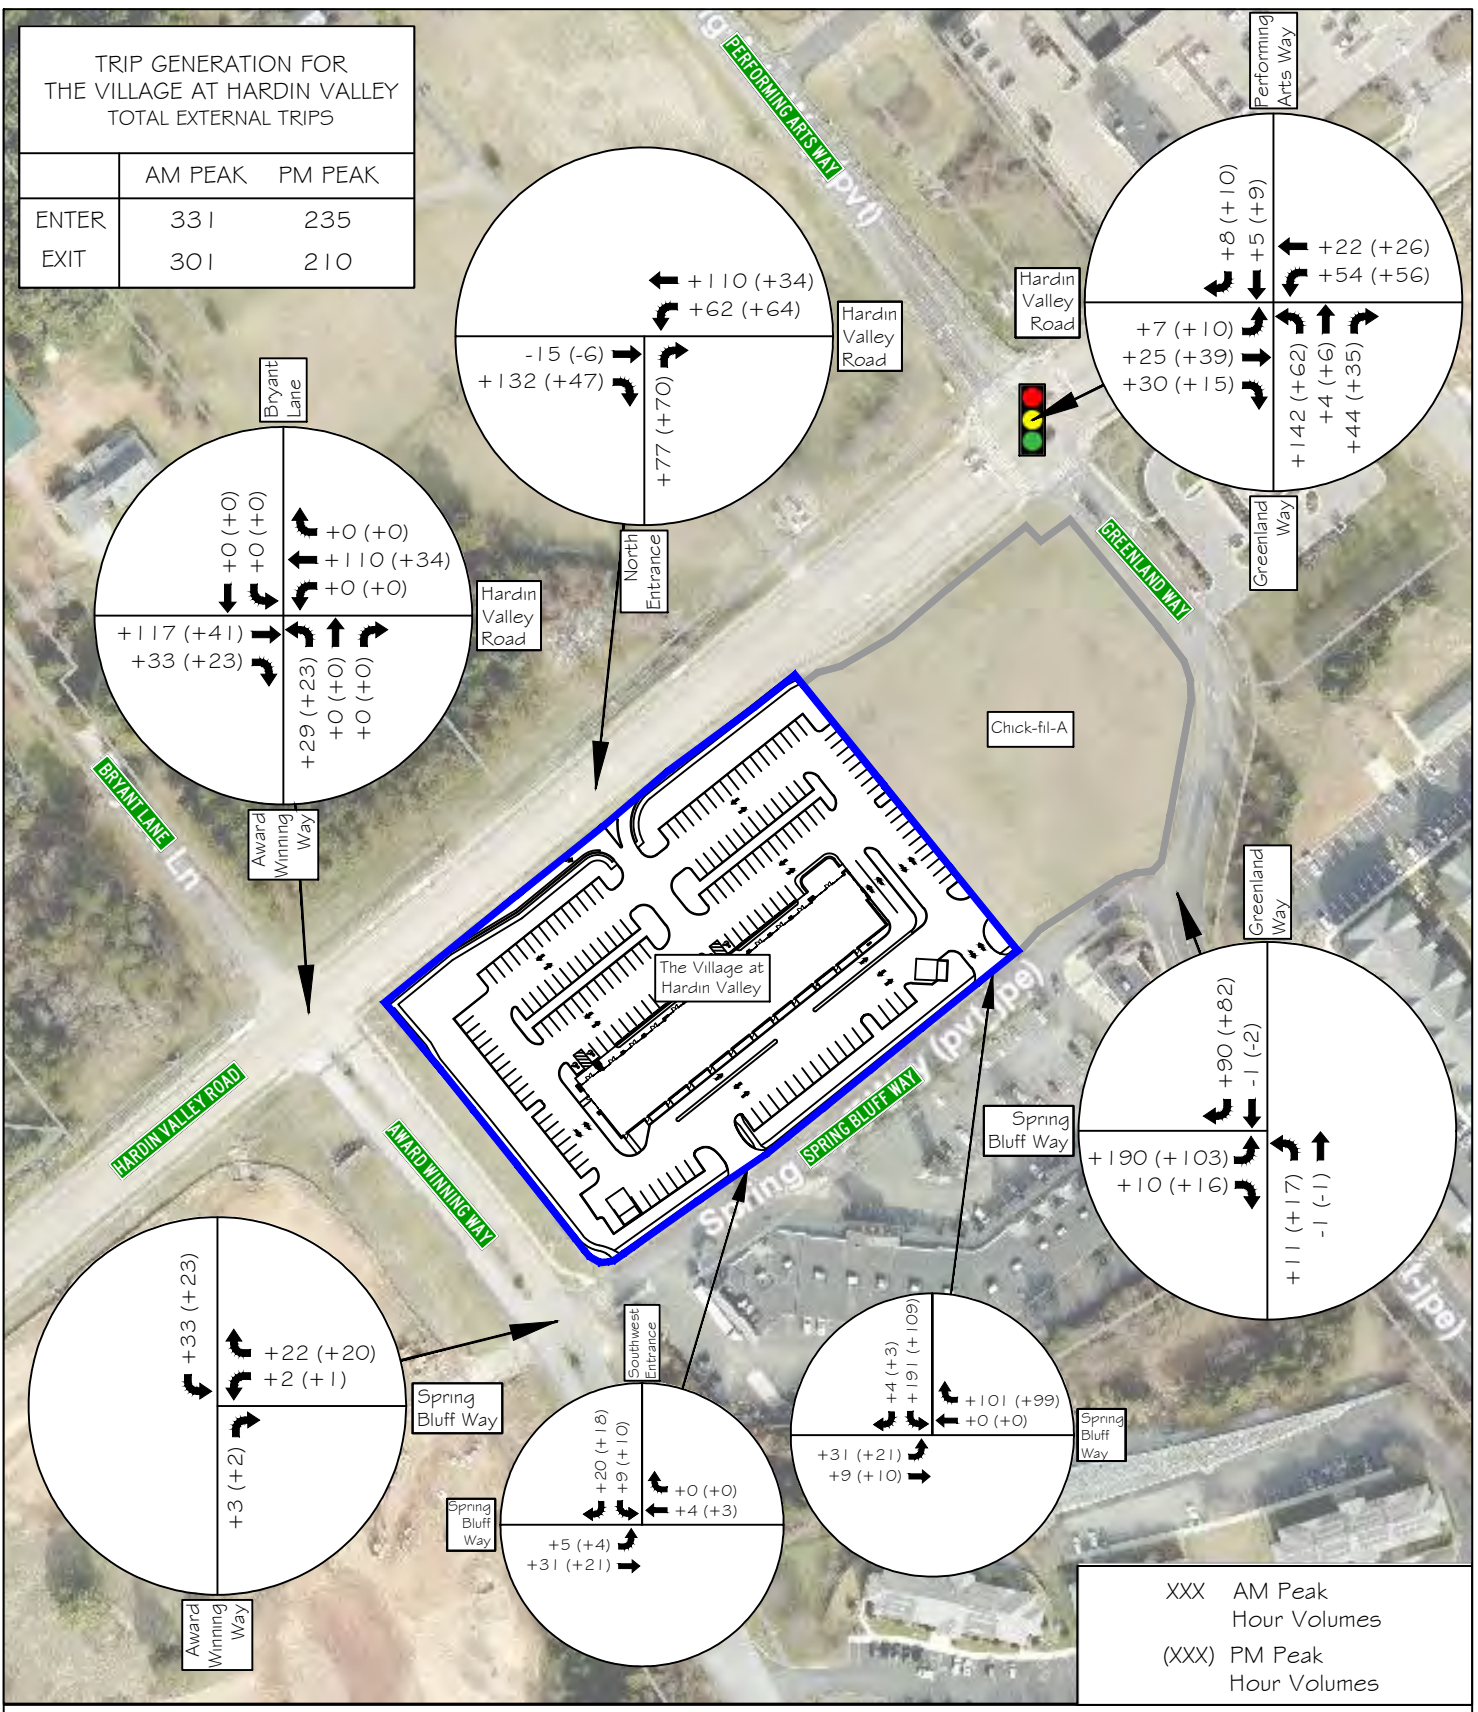 TRIP GENERATION FOR
THE VILLAGE AT HARDIN VALLEY
TOTAL EXTERNAL TRIPS
AM PEAK PM PEAK
ENTER 331 235
EXIT 301 210
PERFORMING ARTS WAY
(pvt)
Performing
Arts Way
+8 (+10)
+5 (+9)
+22 (+26)
+54 (+56)
Hardin
Valley
Road
+7 (+10)
+25 (+39)
+30 (+15)
+142 (+62)
+4 (+6)
+44 (+35)
Greenland
Way
+110 (+34)
+62 (+64)
-15 (-6)
+132 (+47)
+77 (+70)
Hardin
Valley
Road
North
Entrance
Bryant
Lane
+0 (+0)
+0 (+0)
+0 (+0)
+110 (+34)
+0 (+0)
+117 (+41)
+33 (+23)
+29 (+23)
+0 (+0)
+0 (+0)
Hardin
Valley
Road
Award
Winning
Way
GREENLAND WAY
Chick-fil-A
BRYANT LANE
Ln
The Village at
Hardin Valley
HARDIN VALLEY ROAD
AWARD WINNING WAY
SPRING BLUFF WAY
Greenland
Way
+90 (+82)
-1 (-2)
Spring
Bluff Way
+190 (+103)
+10 (+16)
+11 (+17)
-1 (-1)
+33 (+23)
+22 (+20)
+2 (+1)
+3 (+2)
Spring
Bluff Way
Award
Winning
Way
Southwest
Entrance
+20 (+18)
+9 (+10)
+0 (+0)
+4 (+3)
Spring
Bluff
Way
+5 (+4)
+31 (+21)
+4 (+3)
+191 (+109)
+101 (+99)
+0 (+0)
+31 (+21)
+9 (+10)
Spring
Bluff
Way
XXX AM Peak
Hour Volumes
(XXX) PM Peak
Hour Volumes